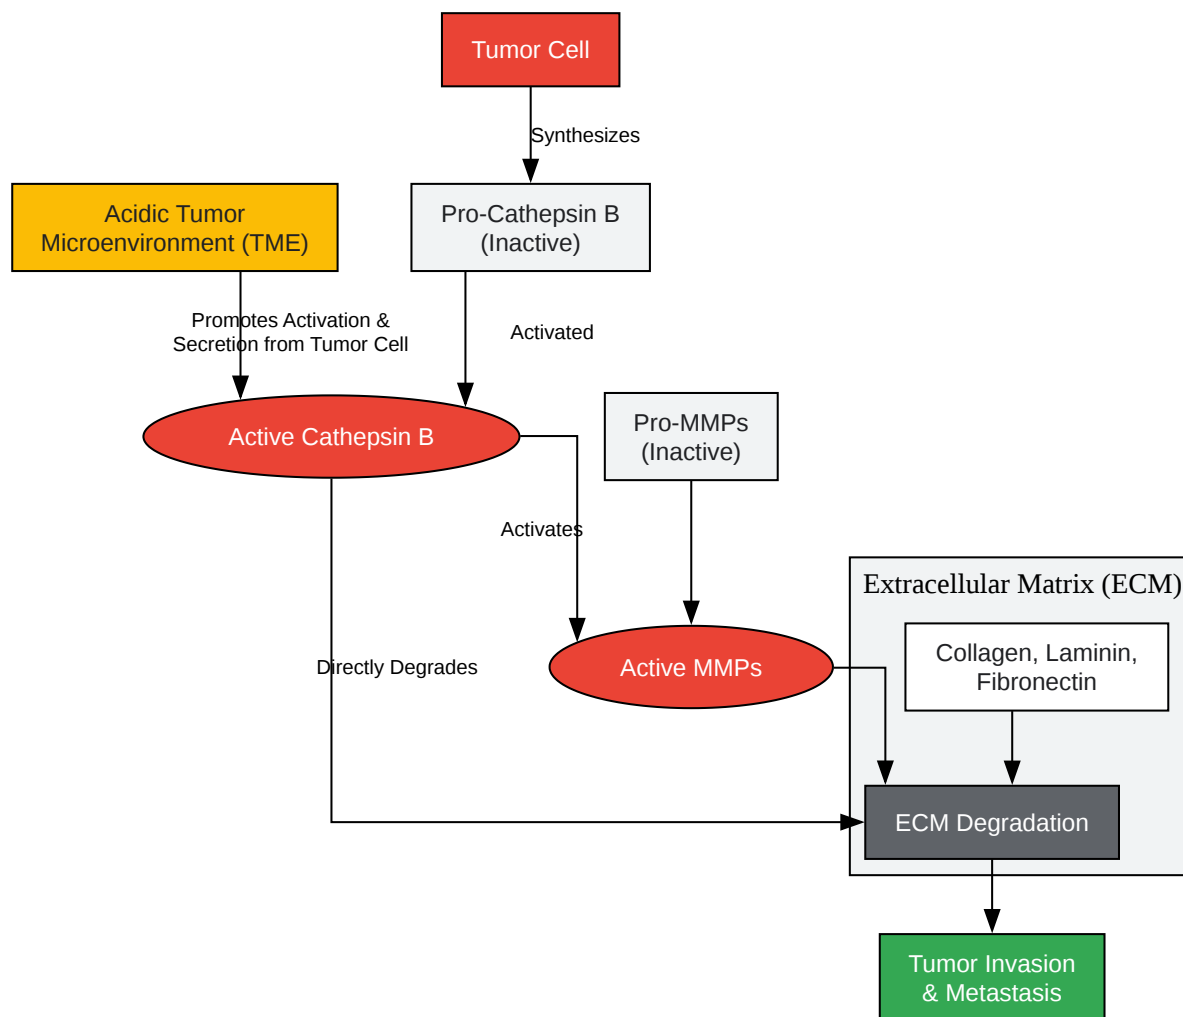 Tumor Cell
Synthesizes
Acidic Tumor
Microenvironment (TME)
Pro-Cathepsin B
(Inactive)
Promotes Activation &
Secretion from Tumor Cell
Activated
Active Cathepsin B
Pro-MMPs
(Inactive)
Activates
Extracellular Matrix (ECM)
Collagen, Laminin,
Fibronectin
Directly Degrades
Active MMPs
ECM Degradation
Tumor Invasion
& Metastasis